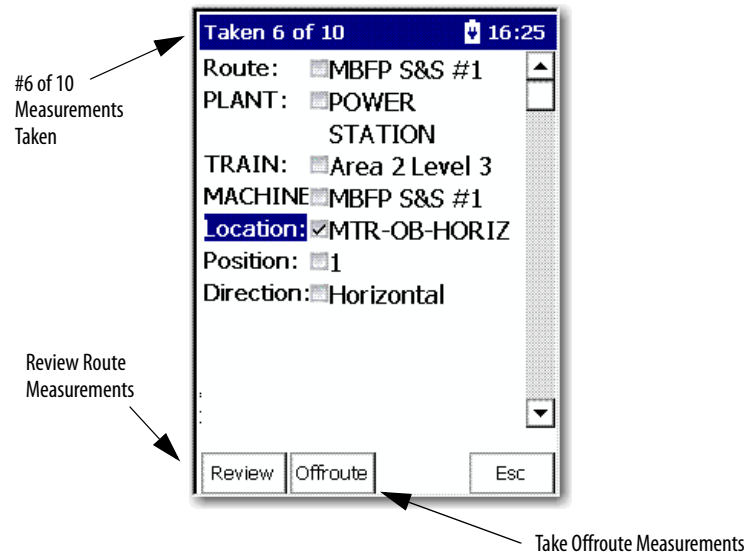 Taken 6 of 10 16:25
Route: MBFP S&S #1
PLANT: POWER
STATION
TRAIN: Area 2 Level 3
MACHINE MBFP S&S #1
Location: MTR-OB-HORIZ
Position: 1
Direction: Horizontal
Review Offroute Esc
#6 of 10
Measurements
Taken
Review Route
Measurements
Take Offroute Measurements